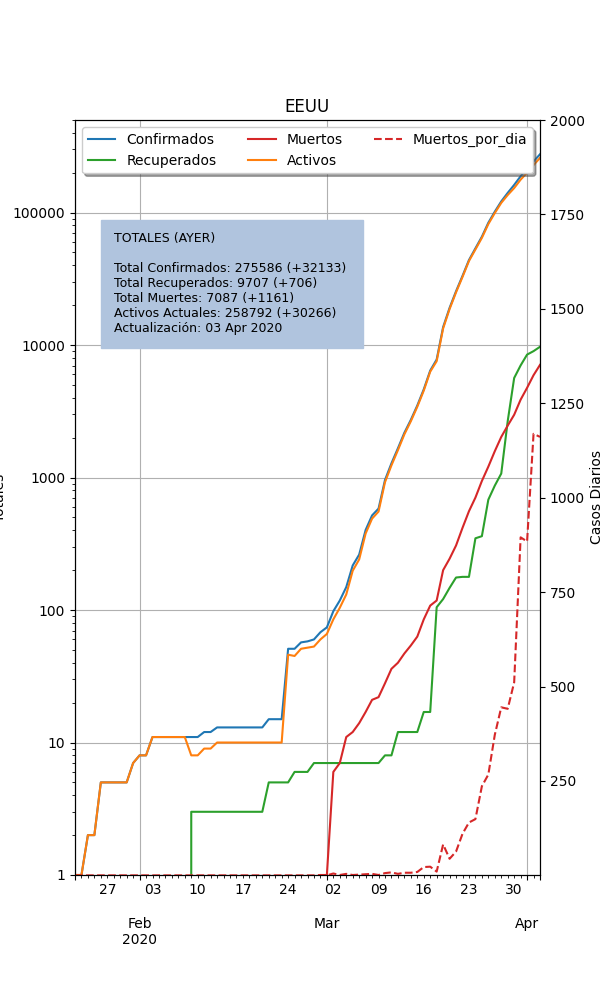 EEUU
Confirmados
Recuperados
Muertos
Activos
Muertos_por_dia
TOTALES (AYER)
Total Confirmados: 275586 (+32133)
Total Recuperados: 9707 (+706)
Total Muertes: 7087 (+1161)
Activos Actuales: 258792 (+30266)
Actualización: 03 Apr 2020
100000
10000
1000
100
10
1
2000
1750
1500
1250
1000
750
500
250
Casos Diarios
27 03 10 17 24 02 09 16 23 30
Feb Mar Apr
2020